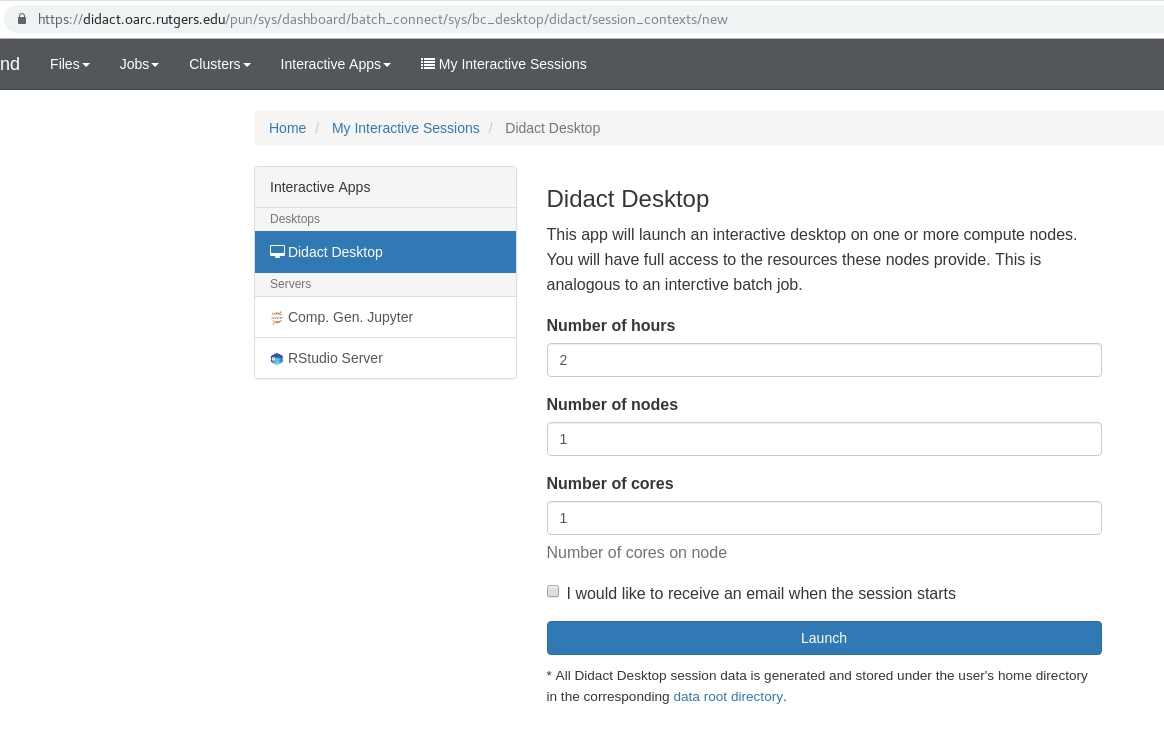 https://didact.oarc.rutgers.edu/pun/sys/dashboard/batch_connect/sys/bc_desktop/didact/session_contexts/new
nd Files Jobs Clusters Interactive Apps My Interactive Sessions
Home / My Interactive Sessions / Didact Desktop
Interactive Apps
Desktops
Didact Desktop
Servers
Comp. Gen. Jupyter
RStudio Server
Didact Desktop
This app will launch an interactive desktop on one or more compute nodes.
You will have full access to the resources these nodes provide. This is
analogous to an interctive batch job.
Number of hours
2
Number of nodes
1
Number of cores
1
Number of cores on node
I would like to receive an email when the session starts
Launch
* All Didact Desktop session data is generated and stored under the user's home directory
in the corresponding data root directory.